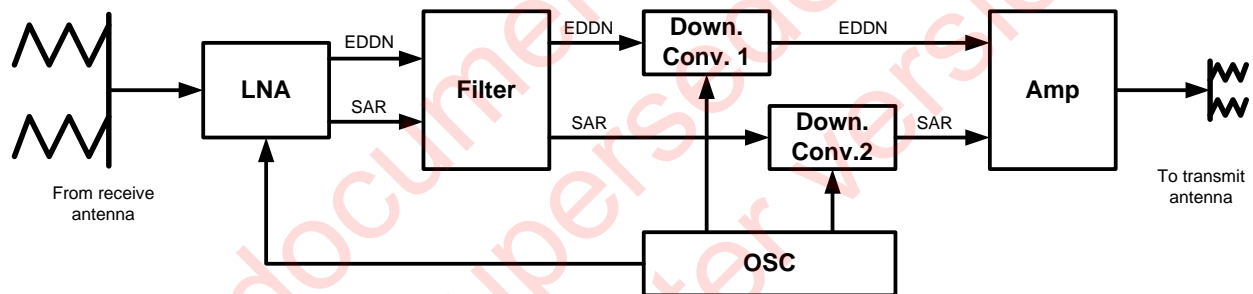 EDDN
EDDN
EDDN
LNA
Filter
Down.
Conv. 1
Amp
SAR
SAR
SAR
Down.
Conv.2
From receive
antenna
To transmit
antenna
OSC